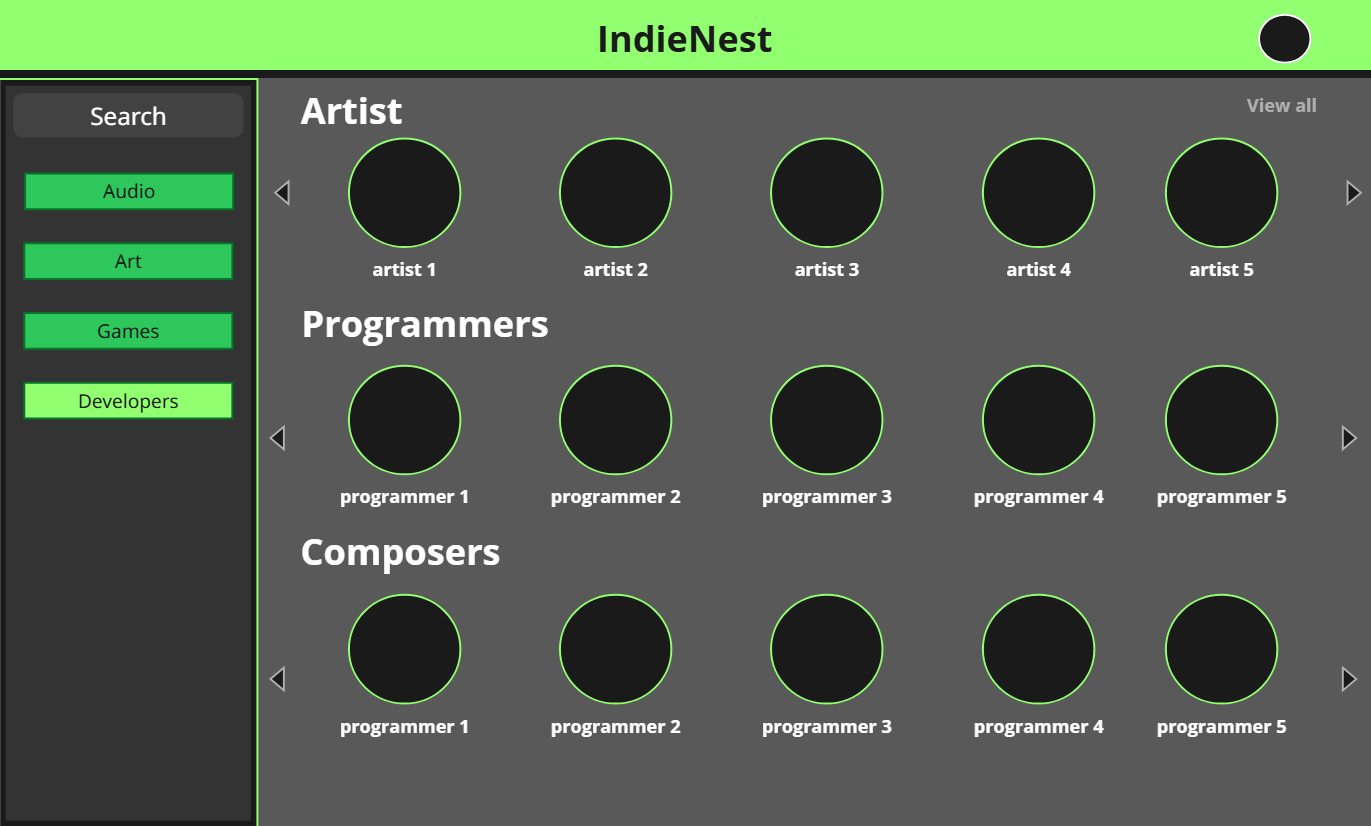 IndieNest
Search
Audio
Art
Games
Developers
Artist
View all
artist 1 artist 2 artist 3 artist 4 artist 5
Programmers
programmer 1 programmer 2 programmer 3 programmer 4 programmer 5
Composers
programmer 1 programmer 2 programmer 3 programmer 4 programmer 5